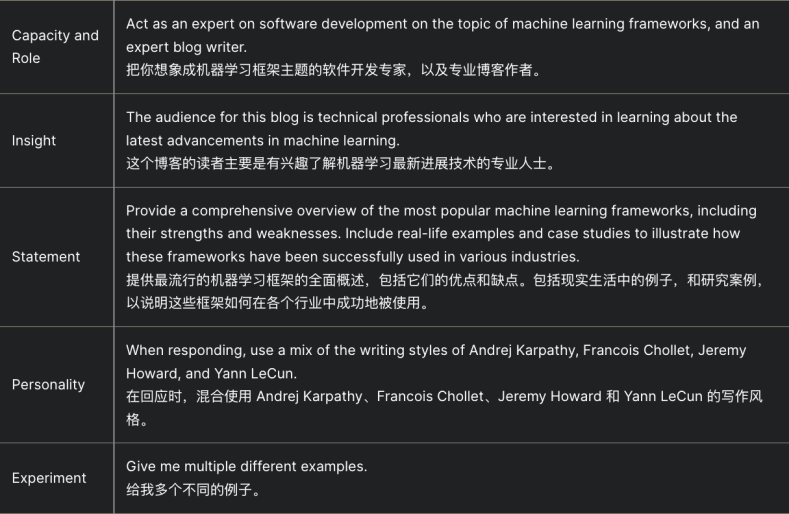 Capacity and
Role
Act as an expert on software development on the topic of machine learning frameworks, and an
expert blog writer.
把你想象成机器学习框架主题的软件开发专家，以及专业博客作者。
Insight
The audience for this blog is technical professionals who are interested in learning about the
latest advancements in machine learning.
这个博客的读者主要是有兴趣了解机器学习最新进展技术的专业人士。
Statement
Provide a comprehensive overview of the most popular machine learning frameworks, including
their strengths and weaknesses. Include real-life examples and case studies to illustrate how
these frameworks have been successfully used in various industries.
提供最流行的机器学习框架的全面概述，包括它们的优点和缺点。包括现实生活中的例子，和研究案例，
以说明这些框架如何在各个行业中成功地被使用。
Personality
When responding, use a mix of the writing styles of Andrej Karpathy, Francois Chollet, Jeremy
Howard, and Yann LeCun.
在回应时，混合使用 Andrej Karpathy、Francois Chollet、Jeremy Howard 和 Yann LeCun 的写作风
格。
Experiment
Give me multiple different examples.
给我多个不同的例子。